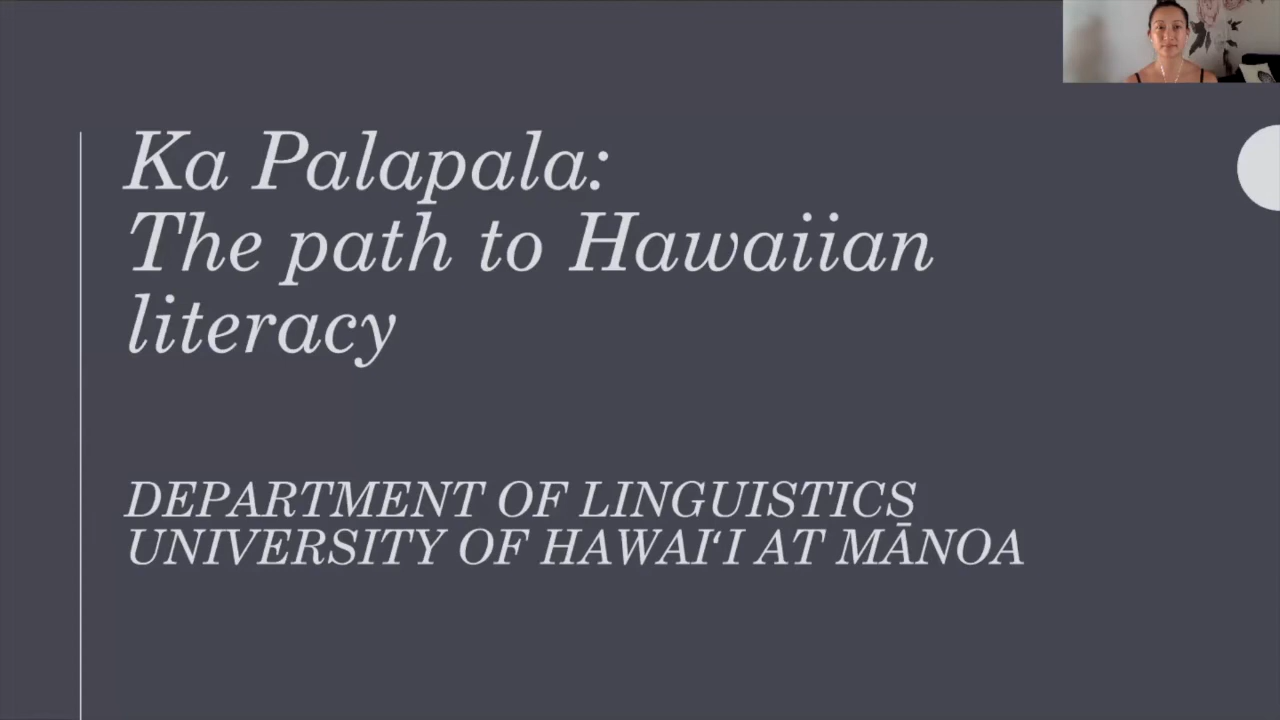 Ka Palapala:
The path to Hawaiian
literacy
DEPARTMENT OF LINGUISTICS
UNIVERSITY OF HAWAIʻI AT MĀNOA